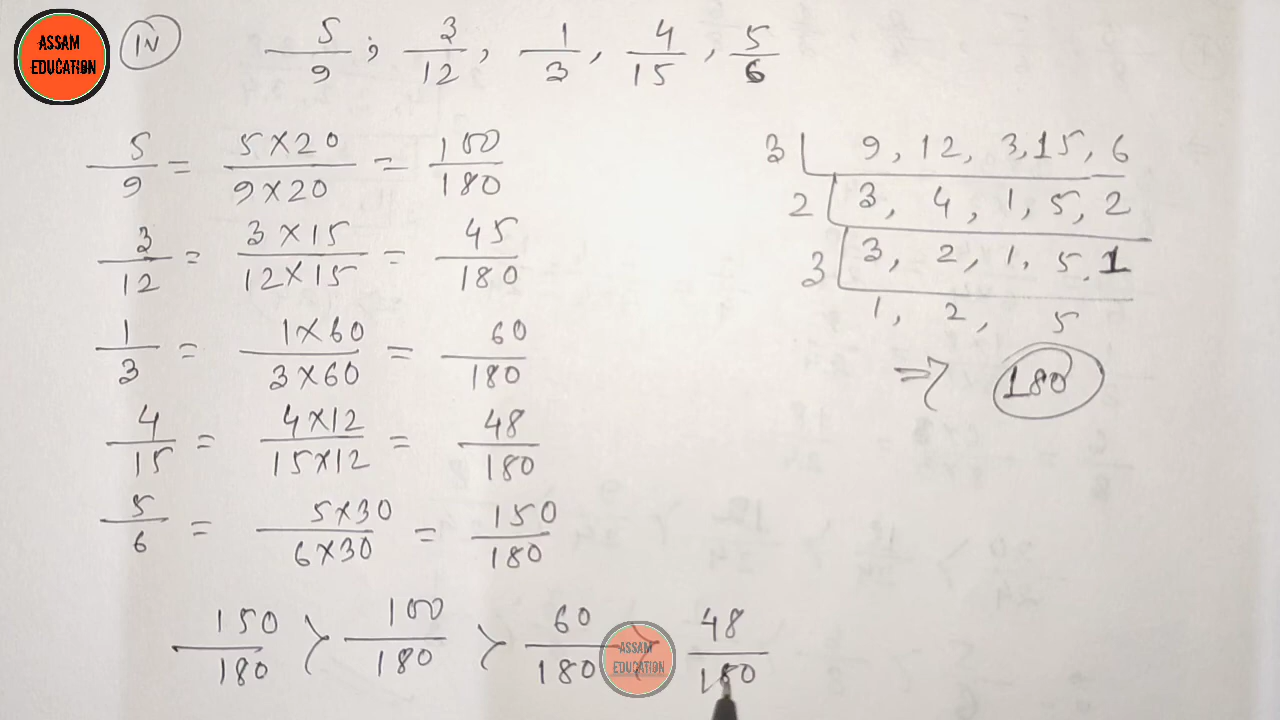 ASSAM
EDUCATION
IV
5/9 , 3/12 , 1/3 , 4/15 , 5/6
5/9 = 5×20/9×20 = 100/180
3/12 = 3×15/12×15 = 45/180
1/3 = 1×60/3×60 = 60/180
4/15 = 4×12/15×12 = 48/180
5/6 = 5×30/6×30 = 150/180
150/180 > 100/180 > 60/180 > 48/180
3 | 9, 12, 3, 15, 6
2 | 3, 4, 1, 5, 2
3 | 3, 2, 1, 5, 1
1, 2, 5
⇒ 180
ASSAM
EDUCATION